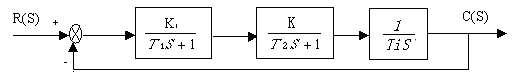 R(S) + K₁ K 1 C(S)
T₁S + 1 T₂S + 1 TiS
-